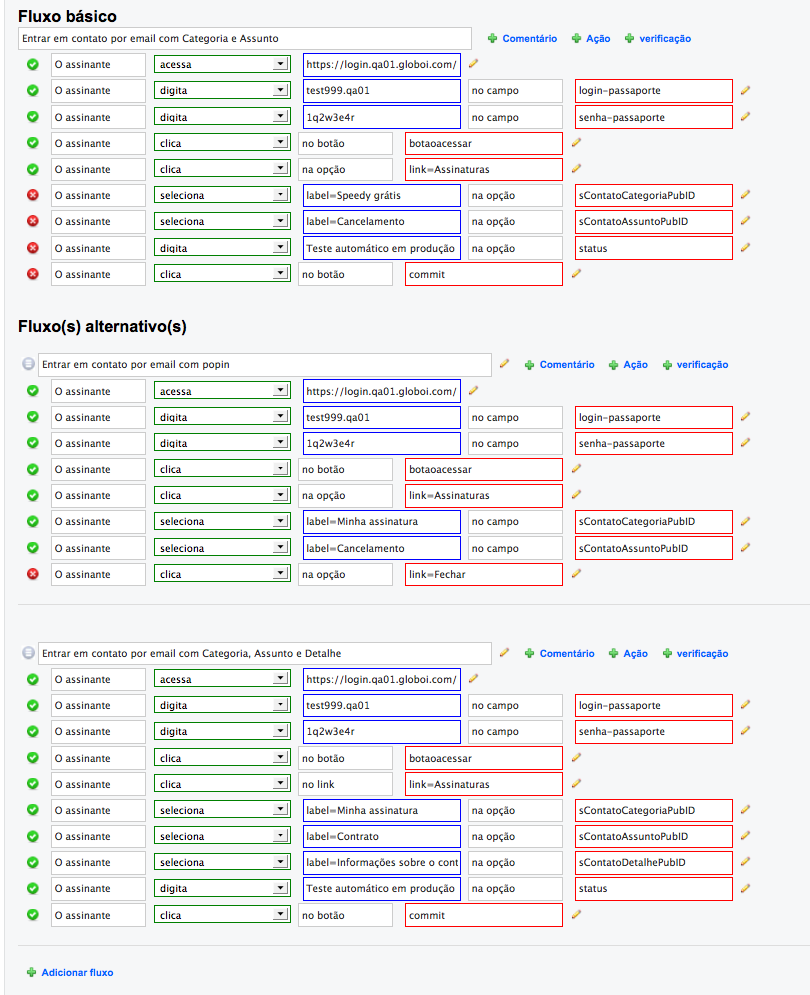 Fluxo básico
Entrar em contato por email com Categoria e Assunto Comentário Ação verificação
O assinante acessa https://login.qa01.globoi.com/
O assinante digita test999.qa01 no campo login-passaporte
O assinante digita 1q2w3e4r no campo senha-passaporte
O assinante clica no botão botaoacessar
O assinante clica na opção link=Assinaturas
O assinante seleciona label=Speedy grátis na opção sContatoCategoriaPubID
O assinante seleciona label=Cancelamento na opção sContatoAssuntoPubID
O assinante digita Teste automático em produção na opção status
O assinante clica no botão commit
Fluxo(s) alternativo(s)
Entrar em contato por email com popin Comentário Ação verificação
O assinante acessa https://login.qa01.globoi.com/
O assinante digita test999.qa01 no campo login-passaporte
O assinante digita 1q2w3e4r no campo senha-passaporte
O assinante clica no botão botaoacessar
O assinante clica na opção link=Assinaturas
O assinante seleciona label=Minha assinatura no campo sContatoCategoriaPubID
O assinante seleciona label=Cancelamento no campo sContatoAssuntoPubID
O assinante clica na opção link=Fechar
Entrar em contato por email com Categoria, Assunto e Detalhe Comentário Ação verificação
O assinante acessa https://login.qa01.globoi.com/
O assinante digita test999.qa01 no campo login-passaporte
O assinante digita 1q2w3e4r no campo senha-passaporte
O assinante clica no botão botaoacessar
O assinante clica no link link=Assinaturas
O assinante seleciona label=Minha assinatura na opção sContatoCategoriaPubID
O assinante seleciona label=Contrato na opção sContatoAssuntoPubID
O assinante seleciona label=Informações sobre o cont na opção sContatoDetalhePubID
O assinante digita Teste automático em produção na opção status
O assinante clica no botão commit
Adicionar fluxo